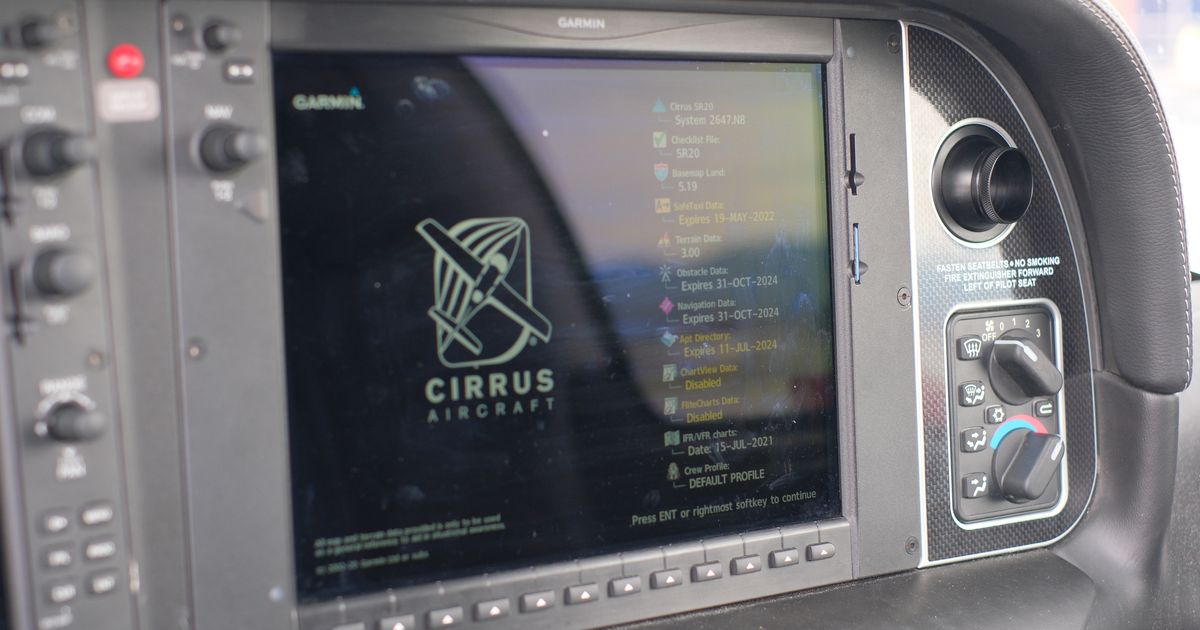 GARMIN
GARMIN
NAV
COM
Cirrus SR20
System 2647.N8
Checklist File:
SR20
Basemap Land:
5.19
SafeTaxi Data:
Expires 19-MAY-2022
Terrain Data:
3.00
Obstacle Data:
Expires 31-OCT-2024
Navigation Data:
Expires 31-OCT-2024
Apt Directory:
Expires 11-JUL-2024
ChartView Data:
Disabled
FliteCharts Data:
Disabled
IFR/VFR charts:
Date: 15-JUL-2021
Crew Profile:
DEFAULT PROFILE
Press ENT or rightmost softkey to continue
CIRRUS
AIRCRAFT
RANGE
FASTEN SEATBELTS • NO SMOKING
FIRE EXTINGUISHER FORWARD
LEFT OF PILOT SEAT
OFF 0 1 2 3